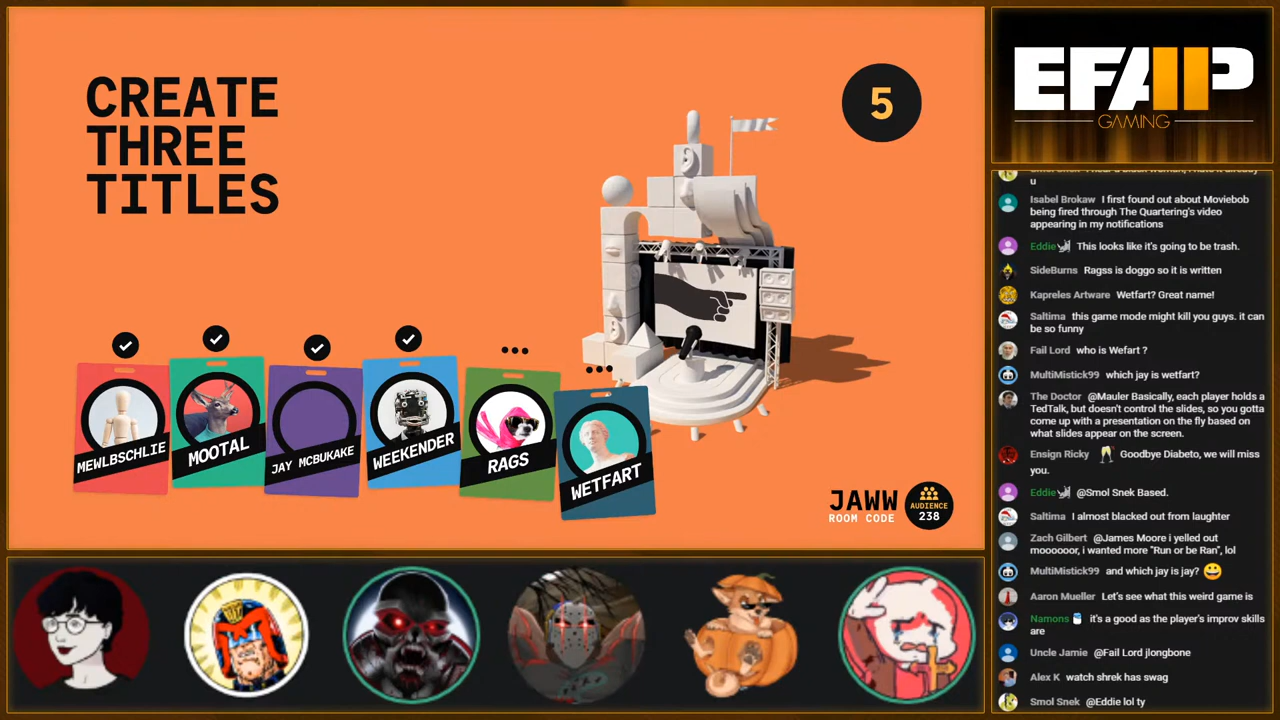 CREATE
THREE
TITLES
5
MEWLBSCHLIE
MOOTAL
JAY MCBUKAKE
WEEKENDER
RAGS
WETFART
JAWW
ROOM CODE
AUDIENCE
238
EFAP
GAMING
u
Isabel Brokaw I first found out about Moviebob
being fired through The Quartering's video
appearing in my notifications
Eddie This looks like it's going to be trash.
SideBurns Ragss is doggo so it is written
Kapreles Artware Wetfart? Great name!
Saltima this game mode might kill you guys. it can
be so funny
Fail Lord who is Wefart ?
MultiMistick99 which jay is wetfart?
The Doctor @Mauler Basically, each player holds a
TedTalk, but doesn't control the slides, so you gotta
come up with a presentation on the fly based on
what slides appear on the screen.
Ensign Ricky 🥂 Goodbye Diabeto, we will miss
you.
Eddie @Smol Snek Based.
Saltima I almost blacked out from laughter
Zach Gilbert @James Moore i yelled out
moooooor, i wanted more "Run or be Ran", lol
MultiMistick99 and which jay is jay? 😀
Aaron Mueller Let's see what this weird game is
Namons it's a good as the player's improv skills
are
Uncle Jamie @Fail Lord jlongbone
Alex K watch shrek has swag
Smol Snek @Eddie lol ty